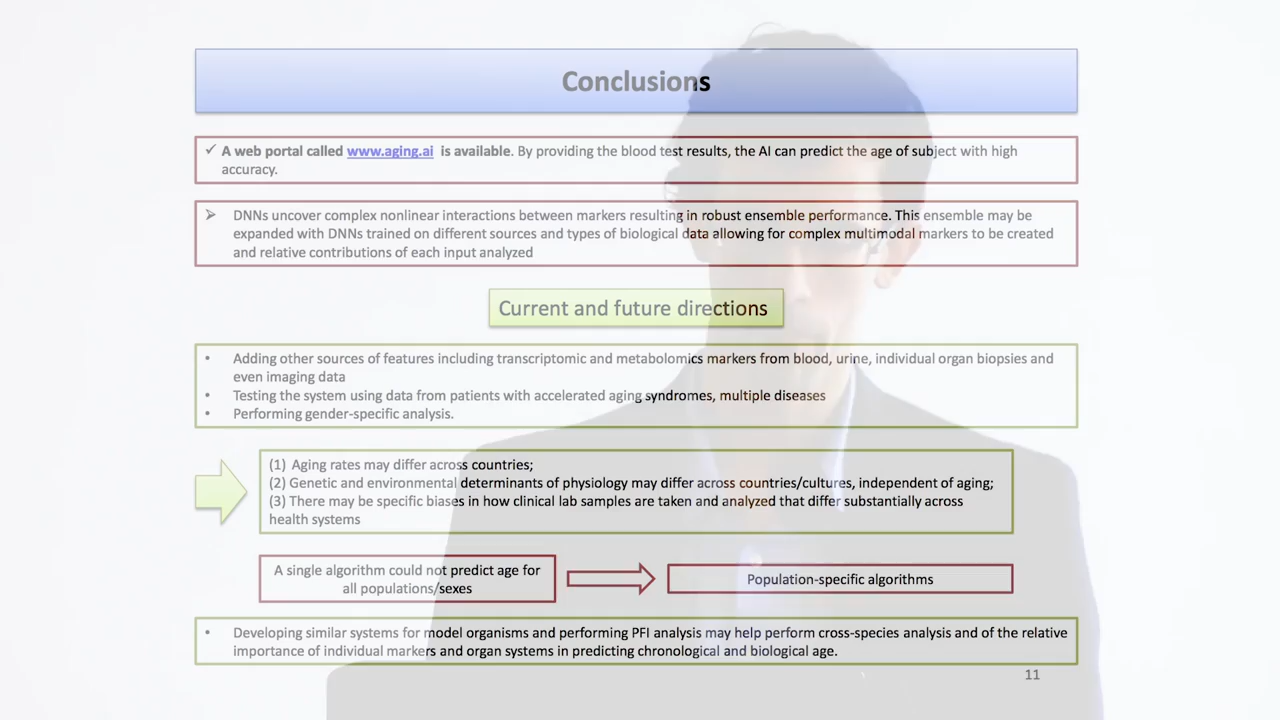 Conclusions
✓ A web portal called www.aging.ai is available. By providing the blood test results, the AI can predict the age of subject with high
accuracy.
➢ DNNs uncover complex nonlinear interactions between markers resulting in robust ensemble performance. This ensemble may be
expanded with DNNs trained on different sources and types of biological data allowing for complex multimodal markers to be created
and relative contributions of each input analyzed
Current and future directions
• Adding other sources of features including transcriptomic and metabolomics markers from blood, urine, individual organ biopsies and
even imaging data
• Testing the system using data from patients with accelerated aging syndromes, multiple diseases
• Performing gender-specific analysis.
(1) Aging rates may differ across countries;
(2) Genetic and environmental determinants of physiology may differ across countries/cultures, independent of aging;
(3) There may be specific biases in how clinical lab samples are taken and analyzed that differ substantially across
health systems
A single algorithm could not predict age for
all populations/sexes
Population-specific algorithms
• Developing similar systems for model organisms and performing PFI analysis may help perform cross-species analysis and of the relative
importance of individual markers and organ systems in predicting chronological and biological age.
11